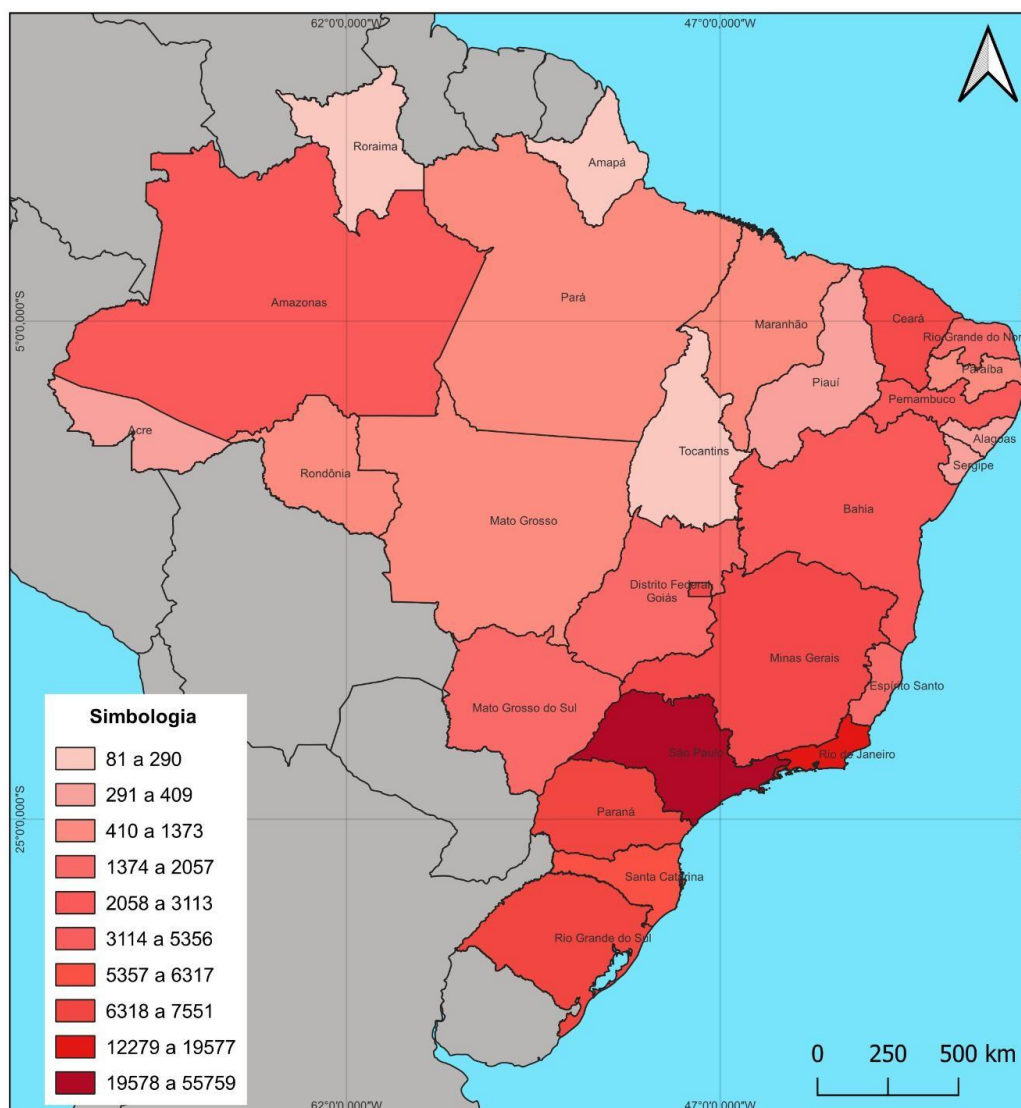 62°0'0,000"W
47°0'0,000"W
Roraima
Amapá
Amazonas
Pará
5°0'0,000"S
Maranhão
Ceará
Rio Grande do Nor
Paraíba
Piauí
Pernambuco
Acre
Alagoas
Tocantins
Sergipe
Rondônia
Bahia
Mato Grosso
Distrito Federal
Goiás
Minas Gerais
Espírito Santo
Mato Grosso do Sul
São Paulo
Rio de Janeiro
Paraná
25°0'0,000"S
Santa Catarina
Rio Grande do Sul
Simbologia
81 a 290
291 a 409
410 a 1373
1374 a 2057
2058 a 3113
3114 a 5356
5357 a 6317
6318 a 7551
12279 a 19577
19578 a 55759
0 250 500 km
62°0'0,000"W
47°0'0,000"W